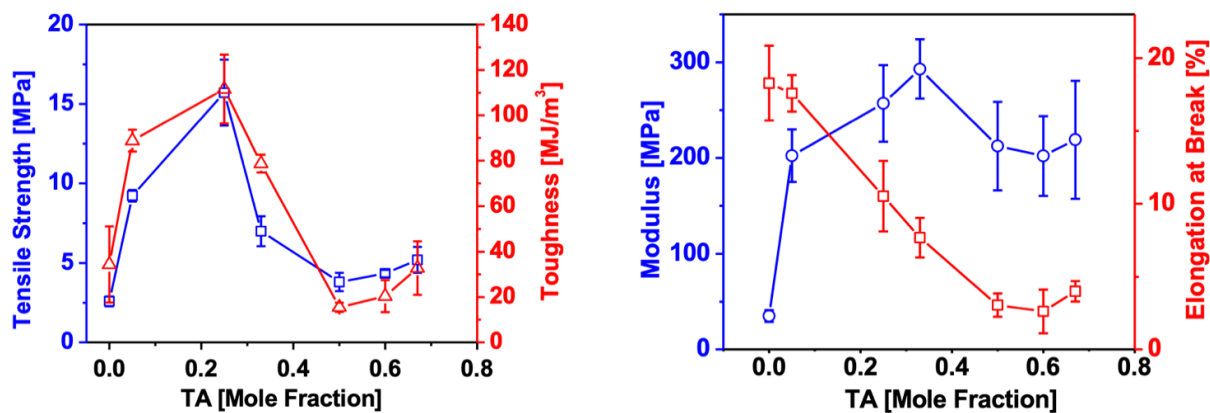 Tensile Strength [MPa]
20
15
10
5
0
0.0 0.2 0.4 0.6 0.8
TA [Mole Fraction]
140
120
100
80
60
40
20
0
Toughness [MJ/m³]
Modulus [MPa]
300
200
100
0
0.0 0.2 0.4 0.6 0.8
TA [Mole Fraction]
20
10
0
Elongation at Break [%]